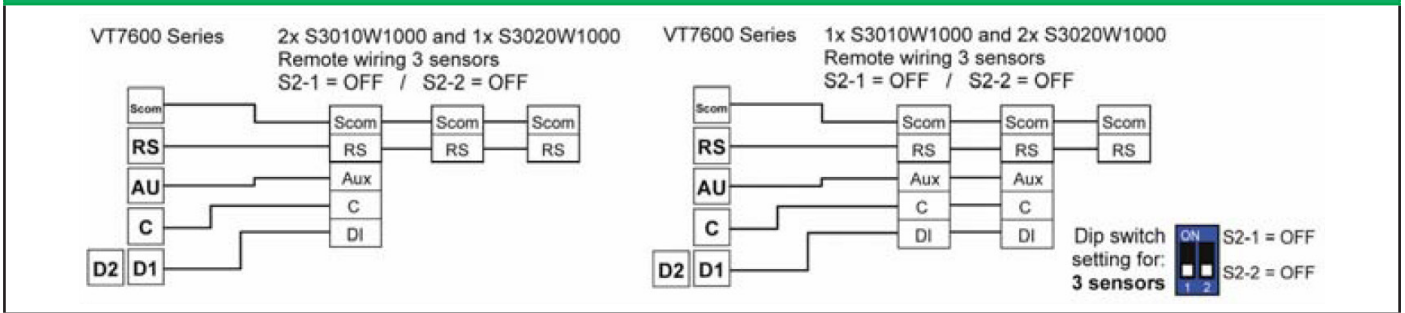 VT7600 Series
2x S3010W1000 and 1x S3020W1000
Remote wiring 3 sensors
S2-1 = OFF / S2-2 = OFF
Scom
RS
AU
C
D2 D1
Scom Scom Scom
RS RS RS
Aux
C
DI
VT7600 Series
1x S3010W1000 and 2x S3020W1000
Remote wiring 3 sensors
S2-1 = OFF / S2-2 = OFF
Scom
RS
AU
C
D2 D1
Scom Scom Scom
RS RS RS
Aux Aux
C C
DI DI
Dip switch
setting for:
3 sensors
ON
1 2
S2-1 = OFF
S2-2 = OFF